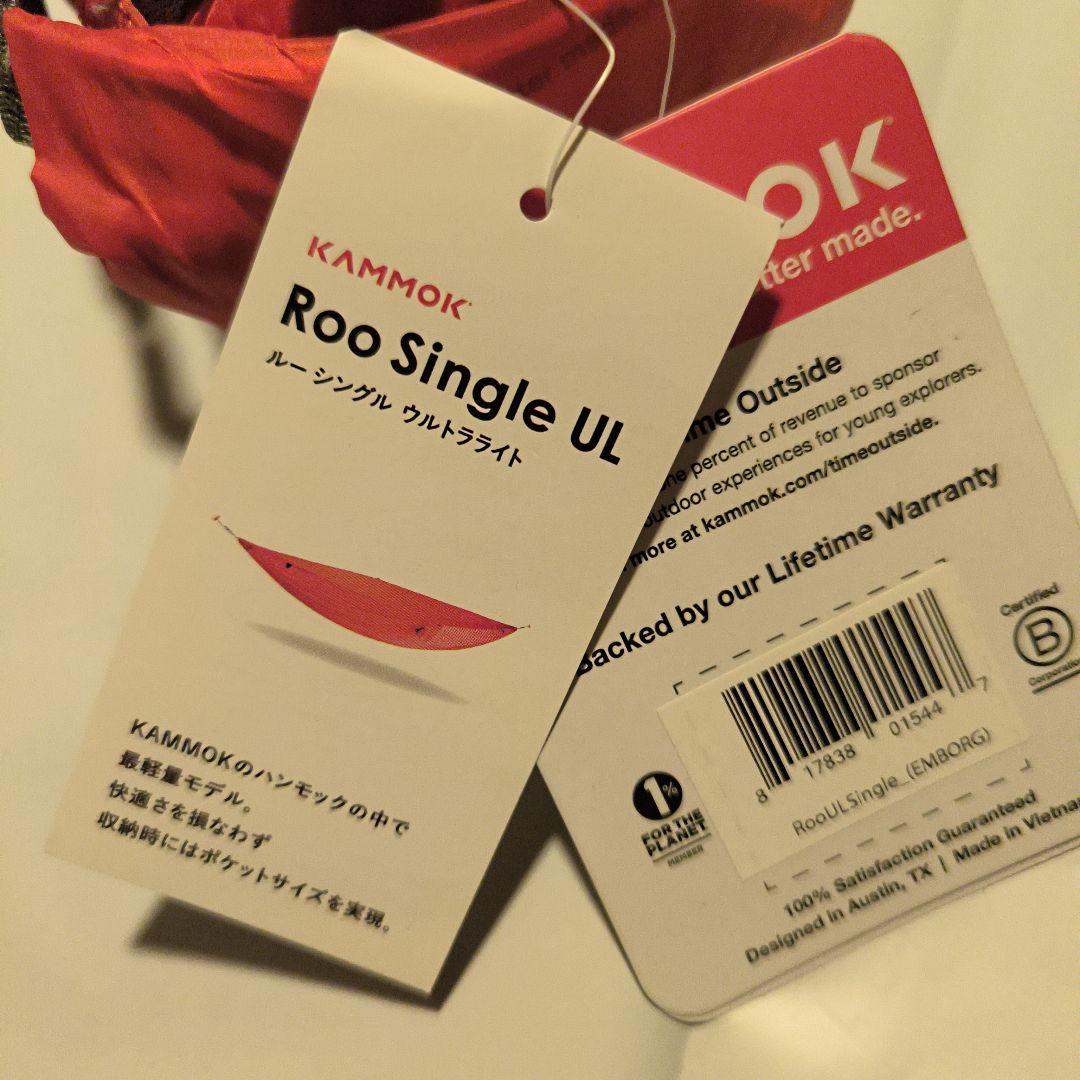 KAMMOK
Roo Single UL
ルー シングル ウルトラライト
KAMMOKのハンモックの中で
最軽量モデル。
快適さを損なわず
収納時にはポケットサイズを実現。
OK
tter made.
me Outside
ne percent of revenue to sponsor
utdoor experiences for young explorers.
more at kammok.com/timeoutside.
Backed by our Lifetime Warranty
Certified
B
Corporation
8 17838 01544 7
RooULSingle_(EMBORG)
1%
FOR THE
PLANET
MEMBER
100% Satisfaction Guaranteed
Designed in Austin, TX | Made in Vietna